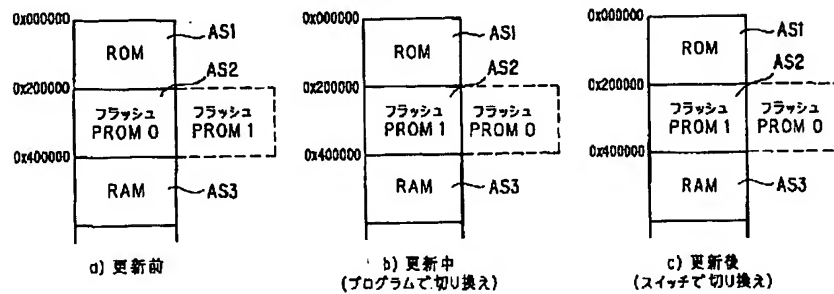 0x000000
ROM
AS1
AS2
0x200000
フラッシュ
PROM 0
フラッシュ
PROM 1
0x400000
RAM
AS3
a) 更新前
0x000000
ROM
AS1
AS2
0x200000
フラッシュ
PROM 1
フラッシュ
PROM 0
0x400000
RAM
AS3
b) 更新中
(プログラムで切り換え)
0x000000
ROM
AS1
AS2
0x200000
フラッシュ
PROM 1
フラッシュ
PROM 0
0x400000
RAM
AS3
c) 更新後
(スイッチで切り換え)